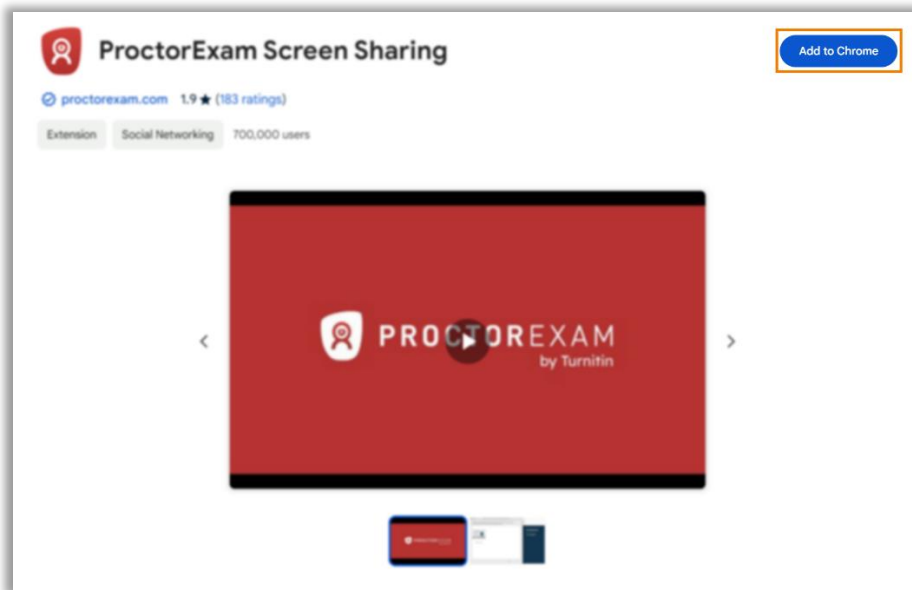 ProctorExam Screen Sharing
Add to Chrome
proctorexam.com 1.9★ (183 ratings)
Extension Social Networking 700,000 users
PROCTOREXAM
by Turnitin